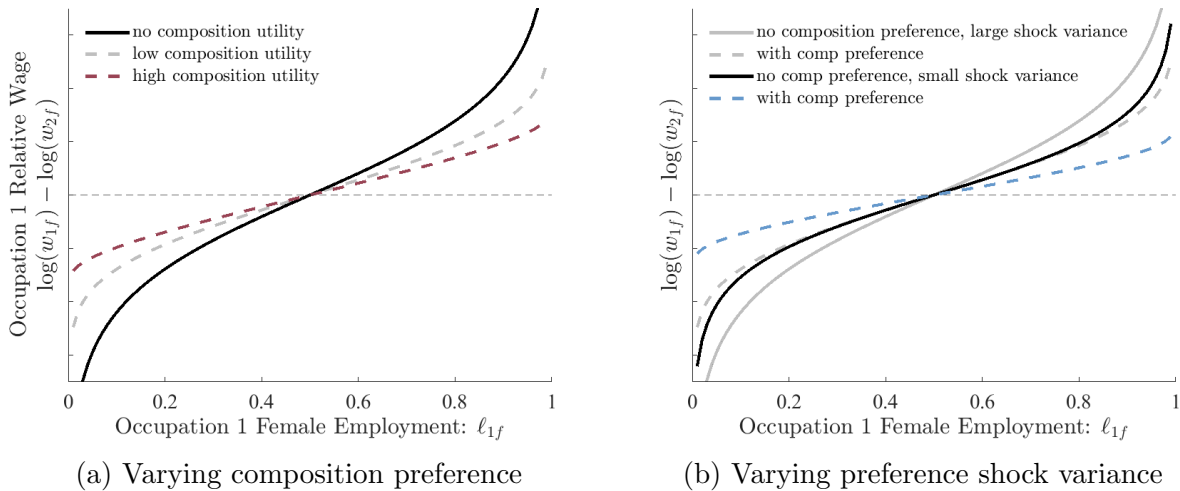 no composition utility
low composition utility
high composition utility
Occupation 1 Relative Wage
log(w1f) − log(w2f)
0
0.2
0.4
0.6
0.8
1
Occupation 1 Female Employment: ℓ1f
(a) Varying composition preference
no composition preference, large shock variance
with comp preference
no comp preference, small shock variance
with comp preference
log(w1f) − log(w2f)
0
0.2
0.4
0.6
0.8
1
Occupation 1 Female Employment: ℓ1f
(b) Varying preference shock variance